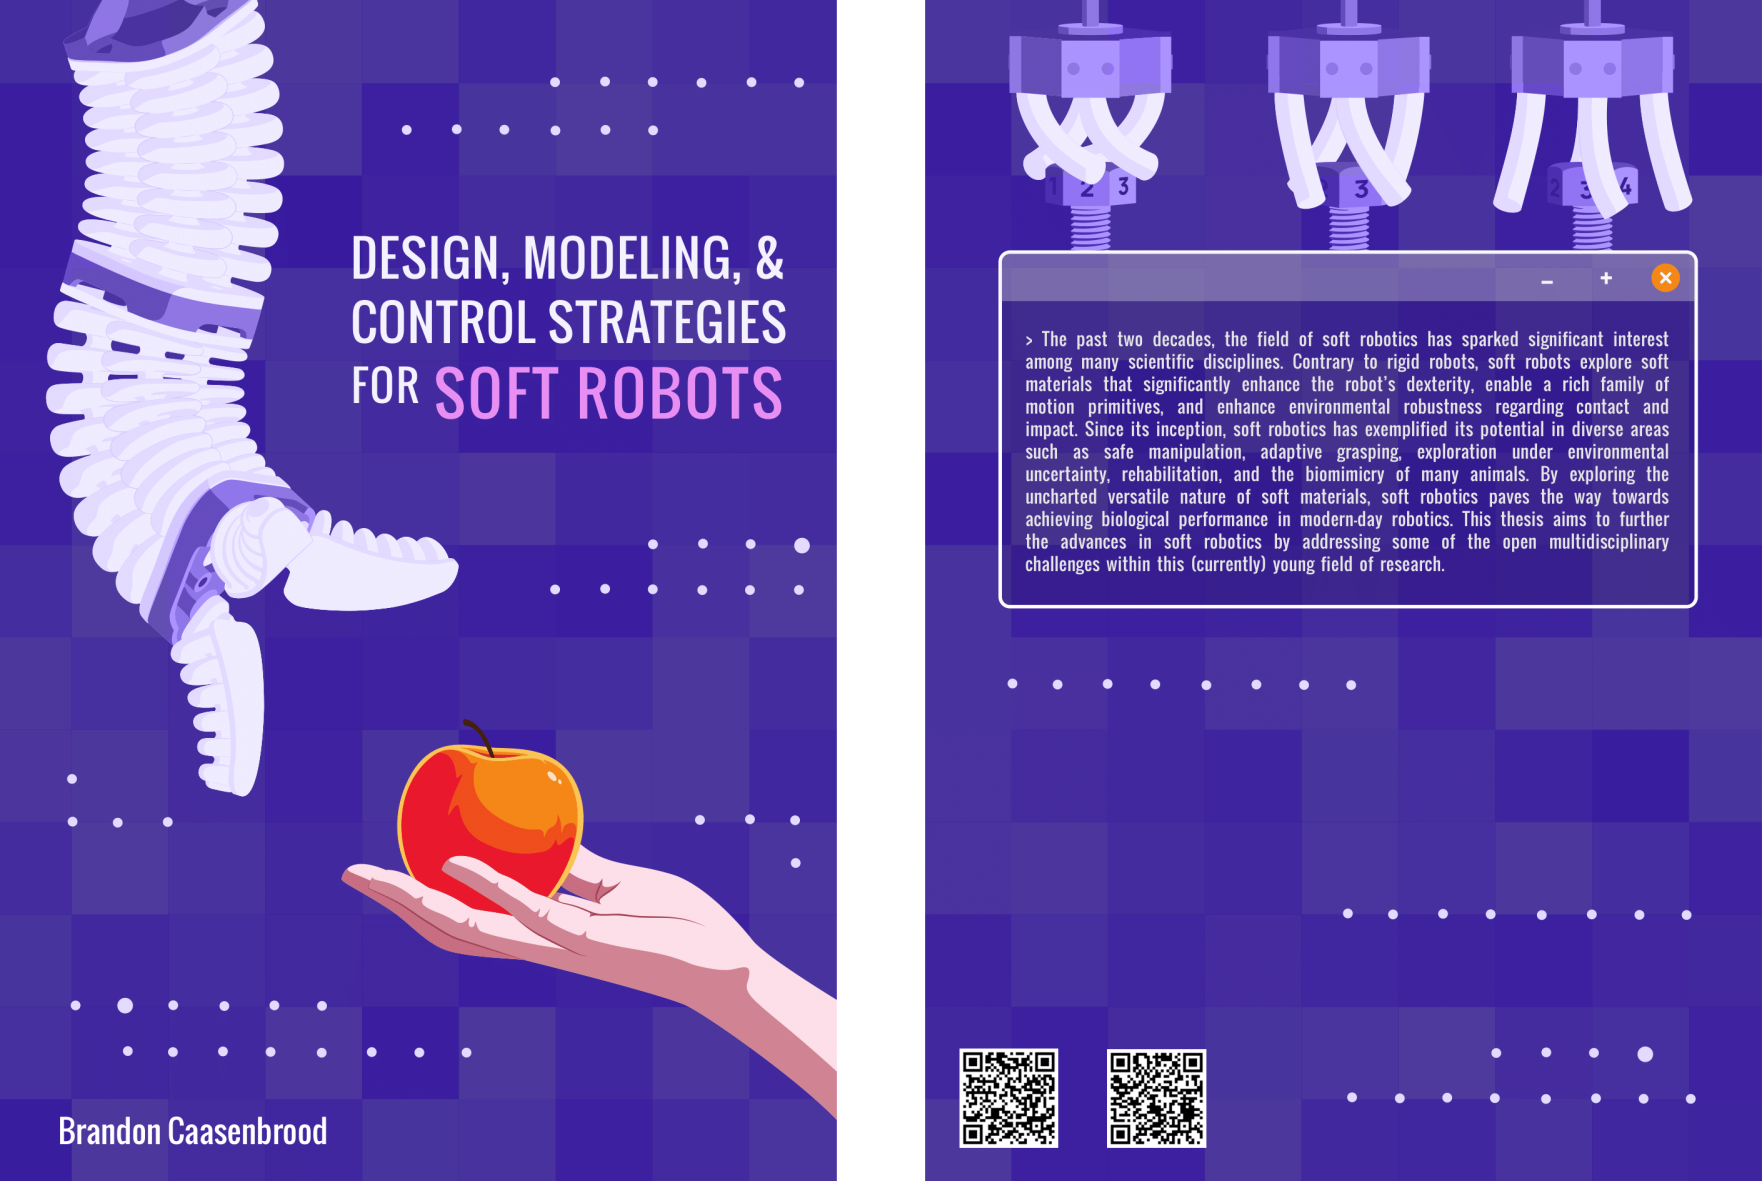 DESIGN, MODELING, &
CONTROL STRATEGIES
FOR SOFT ROBOTS
Brandon Caasenbrood
1 2 3
3
2 3 4
> The past two decades, the field of soft robotics has sparked significant interest
among many scientific disciplines. Contrary to rigid robots, soft robots explore soft
materials that significantly enhance the robot's dexterity, enable a rich family of
motion primitives, and enhance environmental robustness regarding contact and
impact. Since its inception, soft robotics has exemplified its potential in diverse areas
such as safe manipulation, adaptive grasping, exploration under environmental
uncertainty, rehabilitation, and the biomimicry of many animals. By exploring the
uncharted versatile nature of soft materials, soft robotics paves the way towards
achieving biological performance in modern-day robotics. This thesis aims to further
the advances in soft robotics by addressing some of the open multidisciplinary
challenges within this (currently) young field of research.